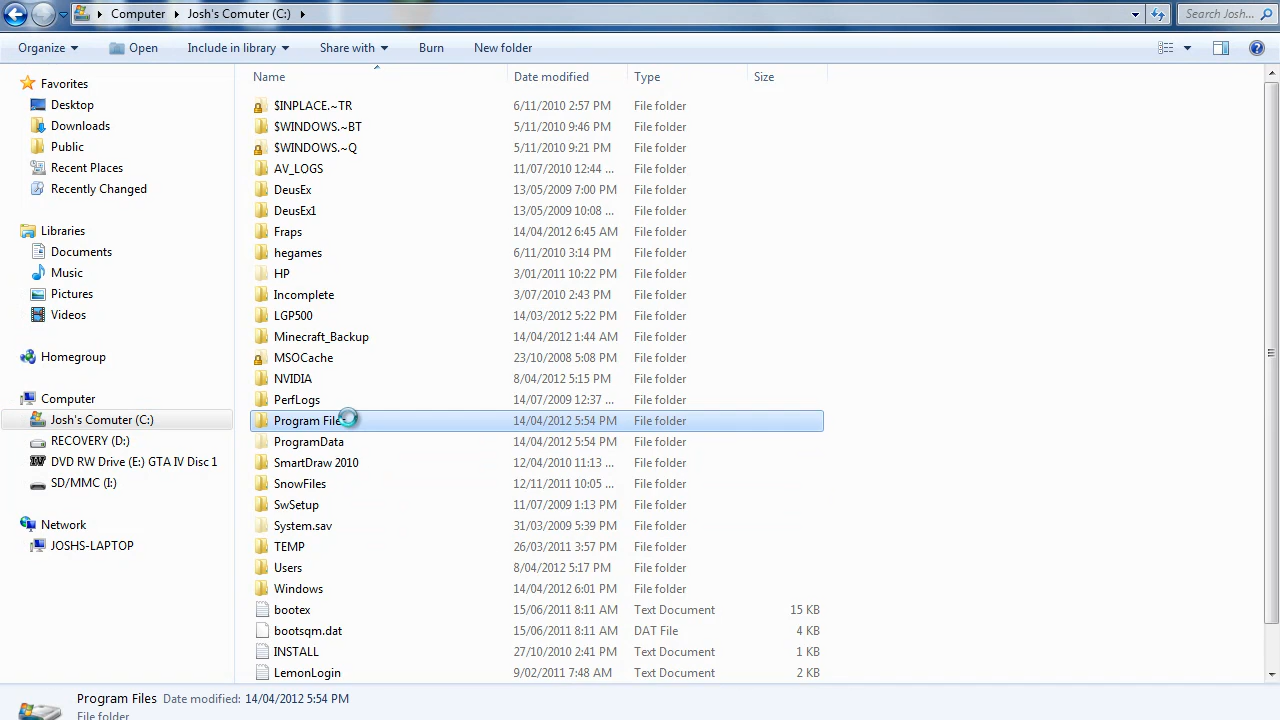 Computer Josh's Comuter (C:) Search Josh...
Organize Open Include in library Share with Burn New folder
Name Date modified Type Size
Favorites
Desktop
Downloads
Public
Recent Places
Recently Changed
Libraries
Documents
Music
Pictures
Videos
Homegroup
Computer
Josh's Comuter (C:)
RECOVERY (D:)
DVD RW Drive (E:) GTA IV Disc 1
SD/MMC (I:)
Network
JOSHS-LAPTOP
$INPLACE.~TR 6/11/2010 2:57 PM File folder
$WINDOWS.~BT 5/11/2010 9:46 PM File folder
$WINDOWS.~Q 5/11/2010 9:21 PM File folder
AV_LOGS 11/07/2010 12:44 ... File folder
DeusEx 13/05/2009 7:00 PM File folder
DeusEx1 13/05/2009 10:08 ... File folder
Fraps 14/04/2012 6:45 AM File folder
hegames 6/11/2010 3:14 PM File folder
HP 3/01/2011 10:22 PM File folder
Incomplete 3/07/2010 2:43 PM File folder
LGP500 14/03/2012 5:22 PM File folder
Minecraft_Backup 14/04/2012 1:44 AM File folder
MSOCache 23/10/2008 5:08 PM File folder
NVIDIA 8/04/2012 5:15 PM File folder
PerfLogs 14/07/2009 12:37 ... File folder
Program Files 14/04/2012 5:54 PM File folder
ProgramData 14/04/2012 5:54 PM File folder
SmartDraw 2010 12/04/2010 11:13 ... File folder
SnowFiles 12/11/2011 10:05 ... File folder
SwSetup 11/07/2009 1:13 PM File folder
System.sav 31/03/2009 5:39 PM File folder
TEMP 26/03/2011 3:57 PM File folder
Users 8/04/2012 5:17 PM File folder
Windows 14/04/2012 6:01 PM File folder
bootex 15/06/2011 8:11 AM Text Document 15 KB
bootsqm.dat 15/06/2011 8:11 AM DAT File 4 KB
INSTALL 27/10/2010 2:41 PM Text Document 1 KB
LemonLogin 9/02/2011 7:48 AM Text Document 2 KB
Program Files Date modified: 14/04/2012 5:54 PM
File folder